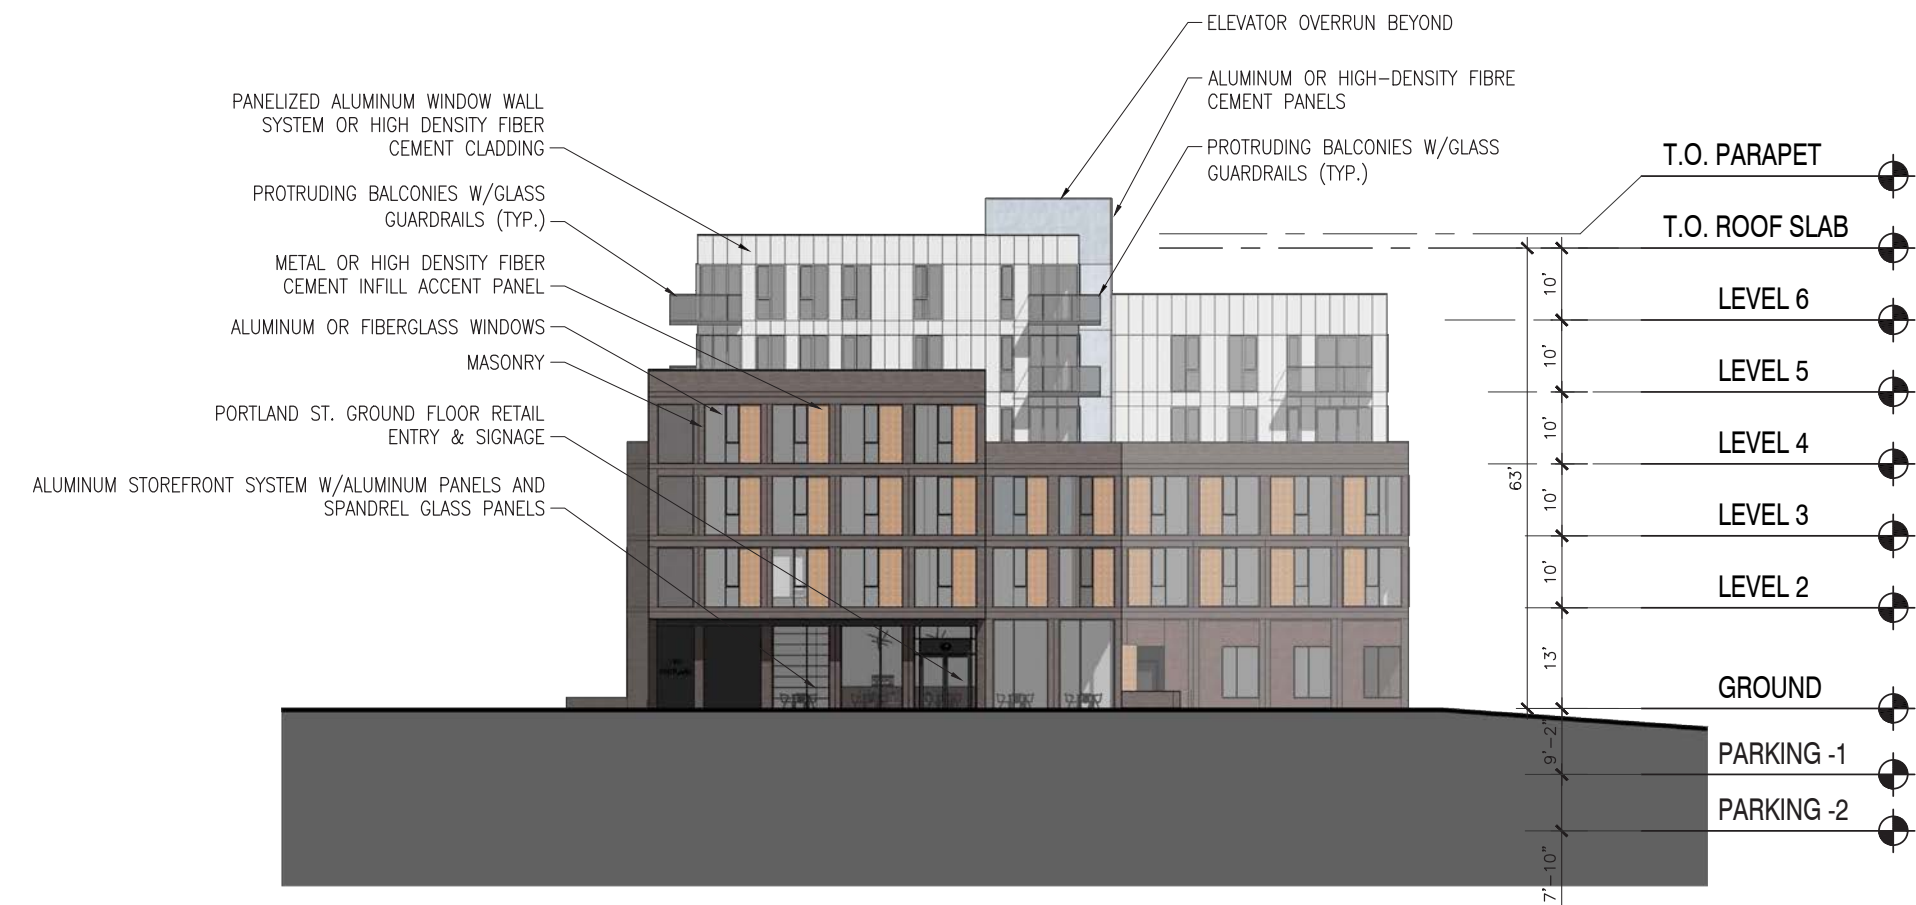 ELEVATOR OVERRUN BEYOND
ALUMINUM OR HIGH-DENSITY FIBRE
CEMENT PANELS
PROTRUDING BALCONIES W/GLASS
GUARDRAILS (TYP.)
PANELIZED ALUMINUM WINDOW WALL
SYSTEM OR HIGH DENSITY FIBER
CEMENT CLADDING
PROTRUDING BALCONIES W/GLASS
GUARDRAILS (TYP.)
METAL OR HIGH DENSITY FIBER
CEMENT INFILL ACCENT PANEL
ALUMINUM OR FIBERGLASS WINDOWS
MASONRY
PORTLAND ST. GROUND FLOOR RETAIL
ENTRY & SIGNAGE
ALUMINUM STOREFRONT SYSTEM W/ALUMINUM PANELS AND
SPANDREL GLASS PANELS
T.O. PARAPET
T.O. ROOF SLAB
10'
LEVEL 6
10'
LEVEL 5
10'
LEVEL 4
63'
10'
LEVEL 3
10'
LEVEL 2
13'
GROUND
9'-2"
PARKING -1
PARKING -2
7'-10"